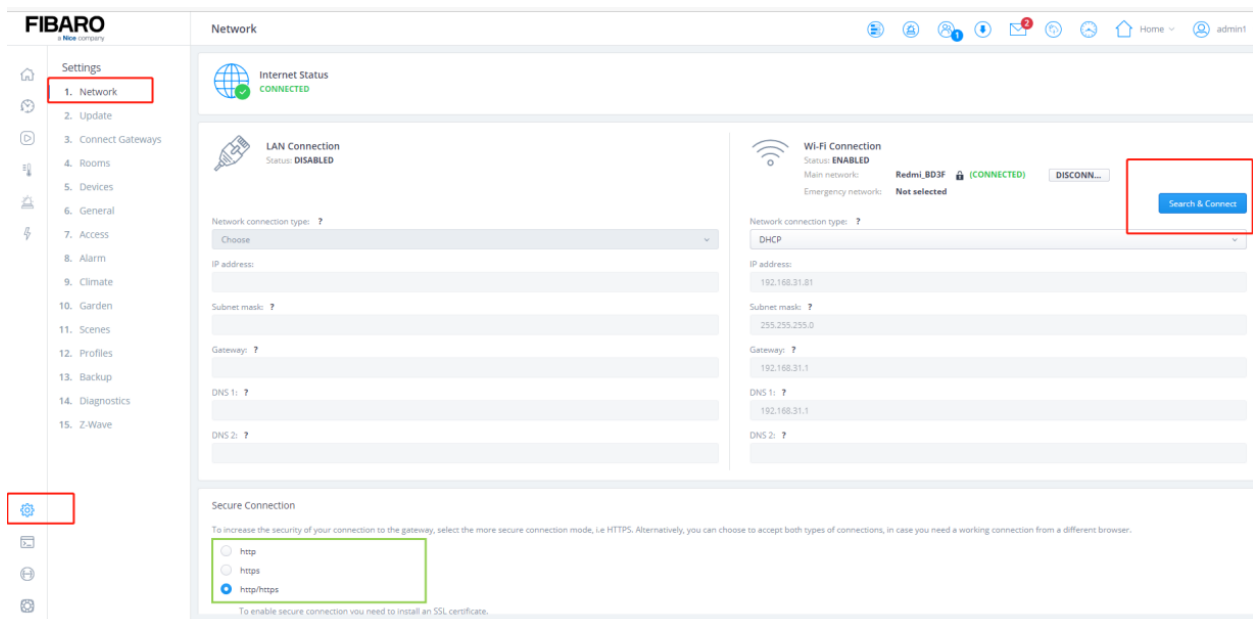 FIBARO
a Nice company
Network
2
1
Home
admin1
Settings
1. Network
2. Update
3. Connect Gateways
4. Rooms
5. Devices
6. General
7. Access
8. Alarm
9. Climate
10. Garden
11. Scenes
12. Profiles
13. Backup
14. Diagnostics
15. Z-Wave
Internet Status
CONNECTED
LAN Connection
Status: DISABLED
Network connection type: ?
Choose
IP address:
Subnet mask: ?
Gateway: ?
DNS 1: ?
DNS 2: ?
Wi-Fi Connection
Status: ENABLED
Main network: Redmi_BD3F (CONNECTED) DISCONN...
Emergency network: Not selected
Search & Connect
Network connection type: ?
DHCP
IP address:
192.168.31.81
Subnet mask: ?
255.255.255.0
Gateway: ?
192.168.31.1
DNS 1: ?
192.168.31.1
DNS 2: ?
Secure Connection
To increase the security of your connection to the gateway, select the more secure connection mode, i.e HTTPS. Alternatively, you can choose to accept both types of connections, in case you need a working connection from a different browser.
http
https
http/https
To enable secure connection you need to install an SSL certificate.